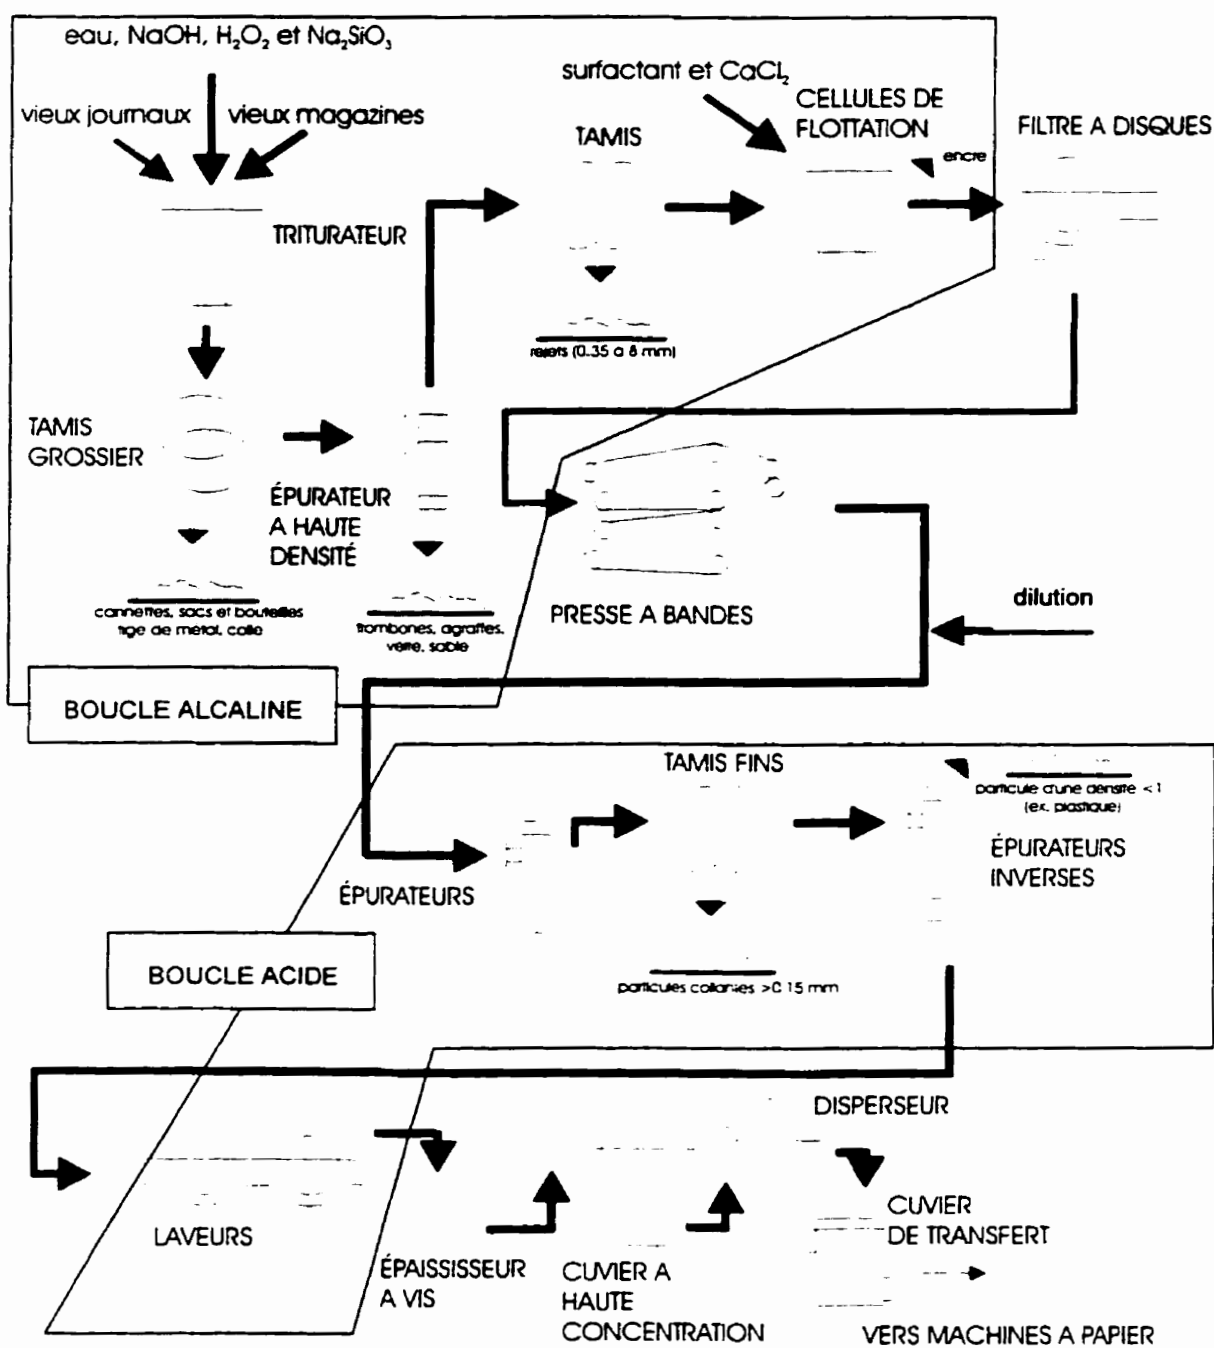 eau, NaOH, H₂O₂ et Na₂SiO₃
vieux journaux
vieux magazines
TRITURATEUR
surfactant et CaCl₂
TAMIS
CELLULES DE
FLOTTATION
encre
FILTRE A DISQUES
rejets (0.35 a 8 mm)
TAMIS
GROSSIER
ÉPURATEUR
A HAUTE
DENSITÉ
cannettes, sacs et bouteilles
tige de metal, colle
trombones, agraffes,
verre, sable
PRESSE A BANDES
dilution
BOUCLE ALCALINE
TAMIS FINS
particule d'une densite <1
(ex. plastique)
ÉPURATEURS
INVERSES
ÉPURATEURS
particules collantes >0.15 mm
BOUCLE ACIDE
DISPERSEUR
LAVEURS
ÉPAISSISSEUR
A VIS
CUVIER A
HAUTE
CONCENTRATION
CUVIER
DE TRANSFERT
VERS MACHINES A PAPIER